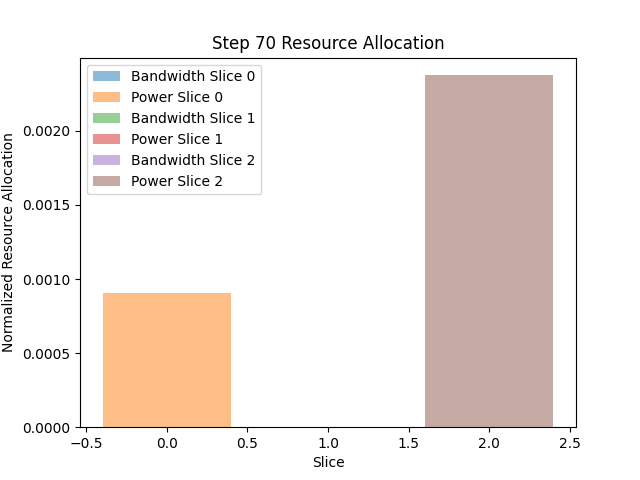 Step 70 Resource Allocation
Bandwidth Slice 0
Power Slice 0
Bandwidth Slice 1
Power Slice 1
Bandwidth Slice 2
Power Slice 2
Normalized Resource Allocation
0.0020
0.0015
0.0010
0.0005
0.0000
−0.5 0.0 0.5 1.0 1.5 2.0 2.5
Slice